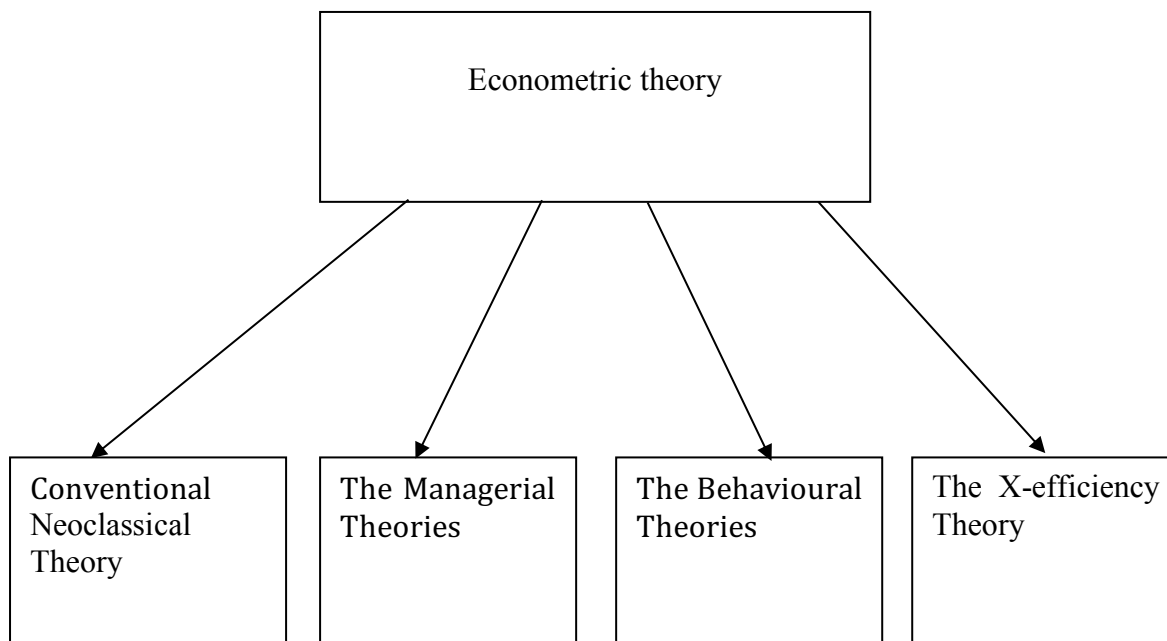 Econometric theory
Conventional
Neoclassical
Theory
The Managerial
Theories
The Behavioural
Theories
The X-efficiency
Theory